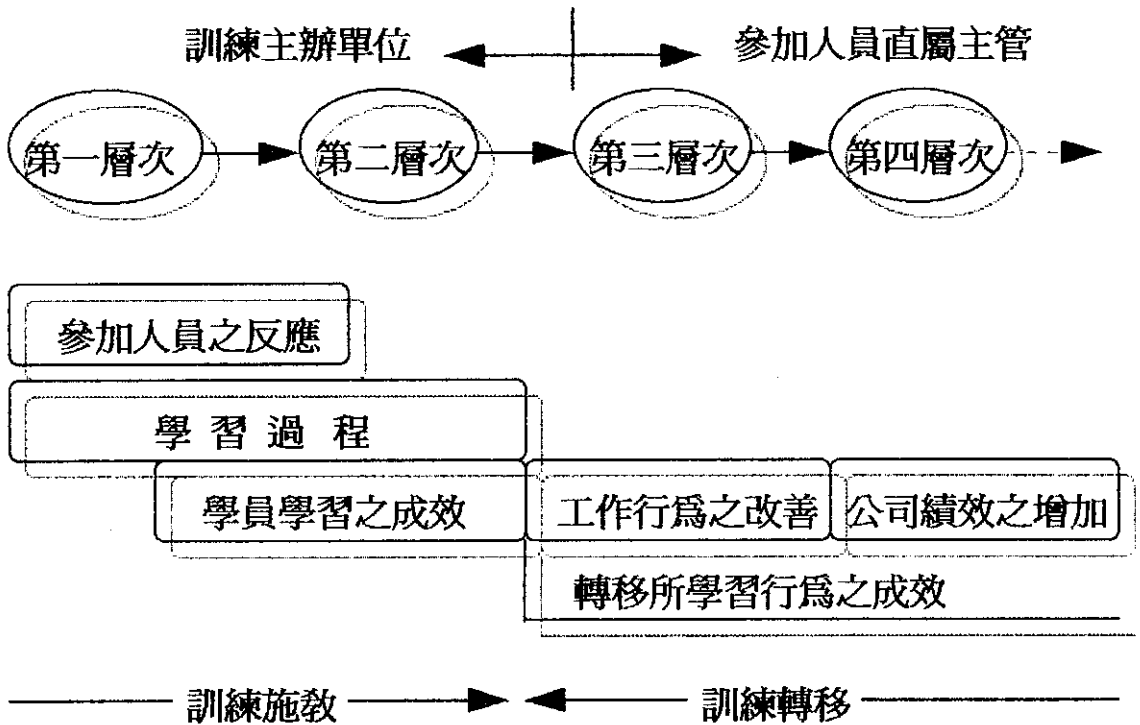 訓練主辦單位 參加人員直屬主管
第一層次 第二層次 第三層次 第四層次
參加人員之反應
學習過程
學員學習之成效 工作行爲之改善 公司績效之增加
轉移所學習行爲之成效
訓練施教 訓練轉移